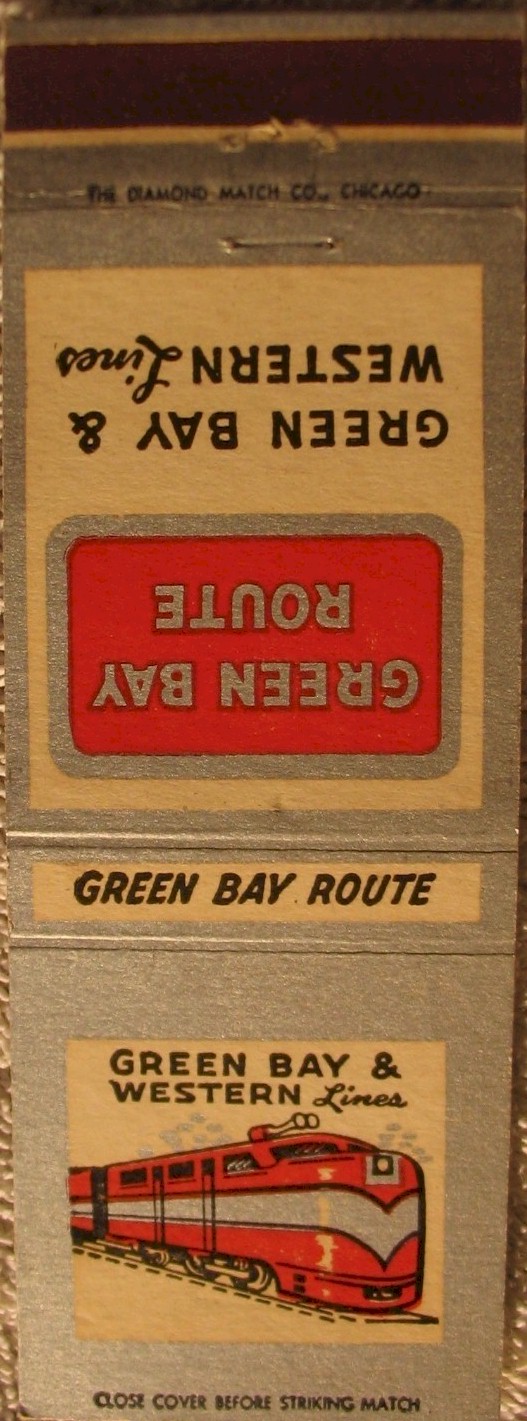 THE DIAMOND MATCH CO., CHICAGO
GREEN BAY &
WESTERN Lines
GREEN BAY
ROUTE
GREEN BAY ROUTE
GREEN BAY &
WESTERN Lines
CLOSE COVER BEFORE STRIKING MATCH